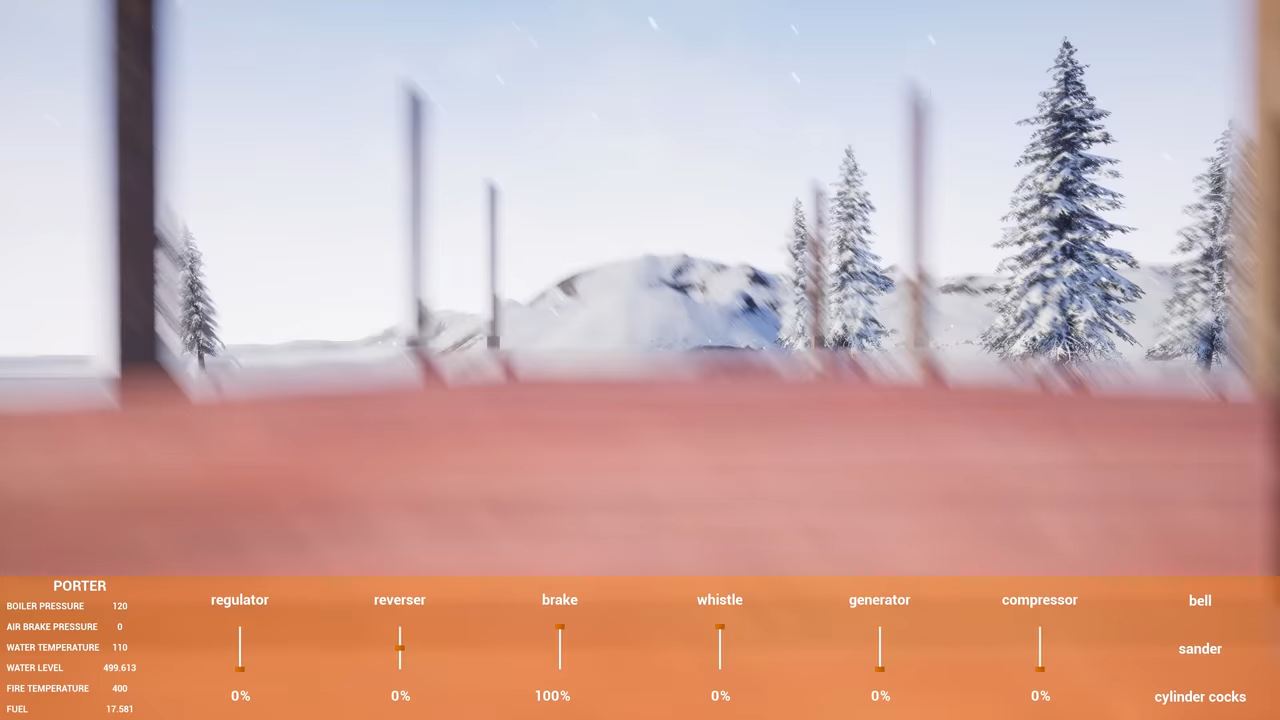 PORTER
BOILER PRESSURE 120
AIR BRAKE PRESSURE 0
WATER TEMPERATURE 110
WATER LEVEL 499.613
FIRE TEMPERATURE 400
FUEL 17.581
regulator
0%
reverser
0%
brake
100%
whistle
0%
generator
0%
compressor
0%
bell
sander
cylinder cocks